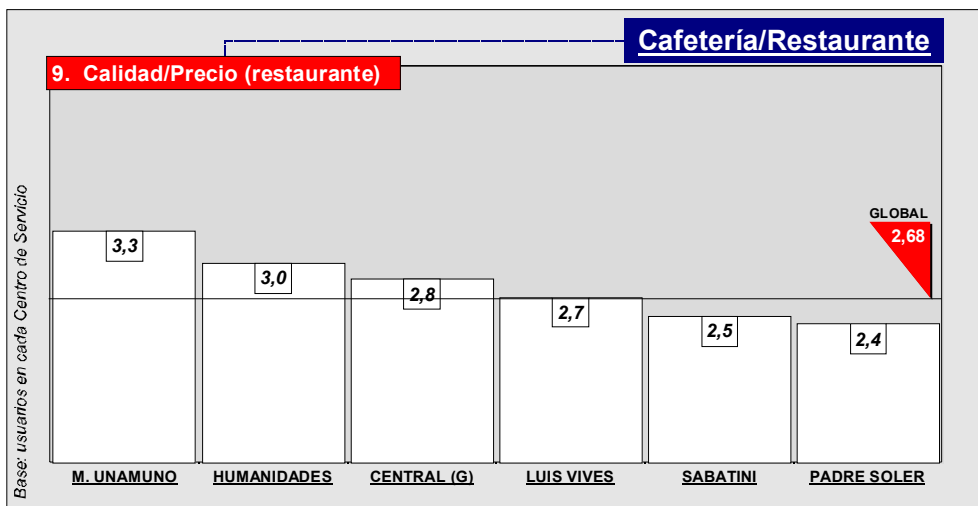 Cafetería/Restaurante
9. Calidad/Precio (restaurante)
Base: usuarios en cada Centro de Servicio
GLOBAL
2,68
3,3
3,0
2,8
2,7
2,5
2,4
M. UNAMUNO
HUMANIDADES
CENTRAL (G)
LUIS VIVES
SABATINI
PADRE SOLER